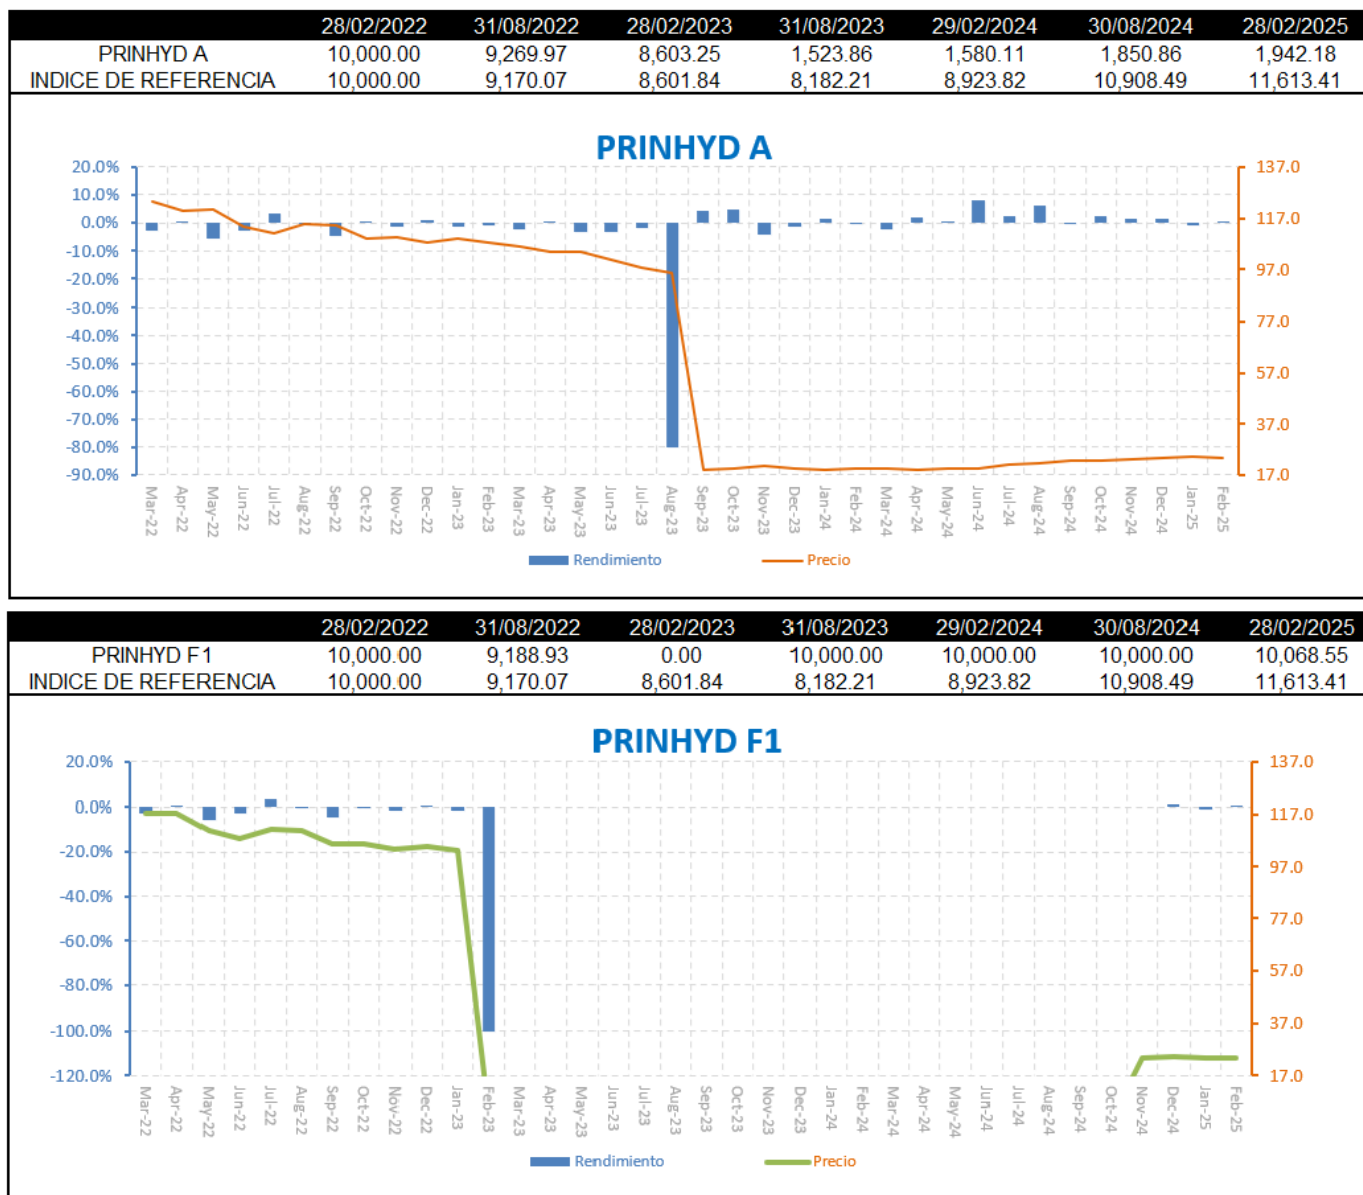 28/02/2022 31/08/2022 28/02/2023 31/08/2023 29/02/2024 30/08/2024 28/02/2025
PRINHYD A 10,000.00 9,269.97 8,603.25 1,523.86 1,580.11 1,850.86 1,942.18
INDICE DE REFERENCIA 10,000.00 9,170.07 8,601.84 8,182.21 8,923.82 10,908.49 11,613.41
PRINHYD A
20.0% 137.0
10.0%
0.0% 117.0
-10.0%
-20.0% 97.0
-30.0%
-40.0% 77.0
-50.0%
-60.0% 57.0
-70.0% 37.0
-80.0%
-90.0% 17.0
Mar-22 Apr-22 May-22 Jun-22 Jul-22 Aug-22 Sep-22 Oct-22 Nov-22 Dec-22 Jan-23 Feb-23 Mar-23 Apr-23 May-23 Jun-23 Jul-23 Aug-23 Sep-23 Oct-23 Nov-23 Dec-23 Jan-24 Feb-24 Mar-24 Apr-24 May-24 Jun-24 Jul-24 Aug-24 Sep-24 Oct-24 Nov-24 Dec-24 Jan-25 Feb-25
Rendimiento Precio
28/02/2022 31/08/2022 28/02/2023 31/08/2023 29/02/2024 30/08/2024 28/02/2025
PRINHYD F1 10,000.00 9,188.93 0.00 10,000.00 10,000.00 10,000.00 10,068.55
INDICE DE REFERENCIA 10,000.00 9,170.07 8,601.84 8,182.21 8,923.82 10,908.49 11,613.41
PRINHYD F1
20.0% 137.0
0.0% 117.0
-20.0% 97.0
-40.0% 77.0
-60.0% 57.0
-80.0%
-100.0% 37.0
-120.0% 17.0
Mar-22 Apr-22 May-22 Jun-22 Jul-22 Aug-22 Sep-22 Oct-22 Nov-22 Dec-22 Jan-23 Feb-23 Mar-23 Apr-23 May-23 Jun-23 Jul-23 Aug-23 Sep-23 Oct-23 Nov-23 Dec-23 Jan-24 Feb-24 Mar-24 Apr-24 May-24 Jun-24 Jul-24 Aug-24 Sep-24 Oct-24 Nov-24 Dec-24 Jan-25 Feb-25
Rendimiento Precio